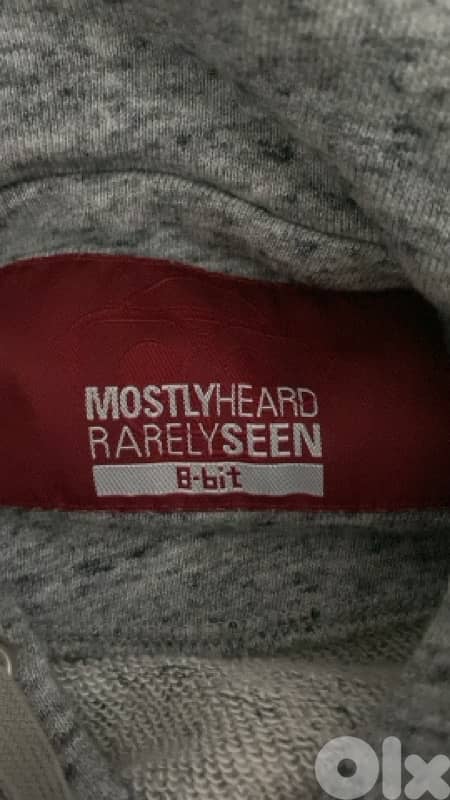 MOSTLYHEARD
RARELYSEEN
8-bit
Olx